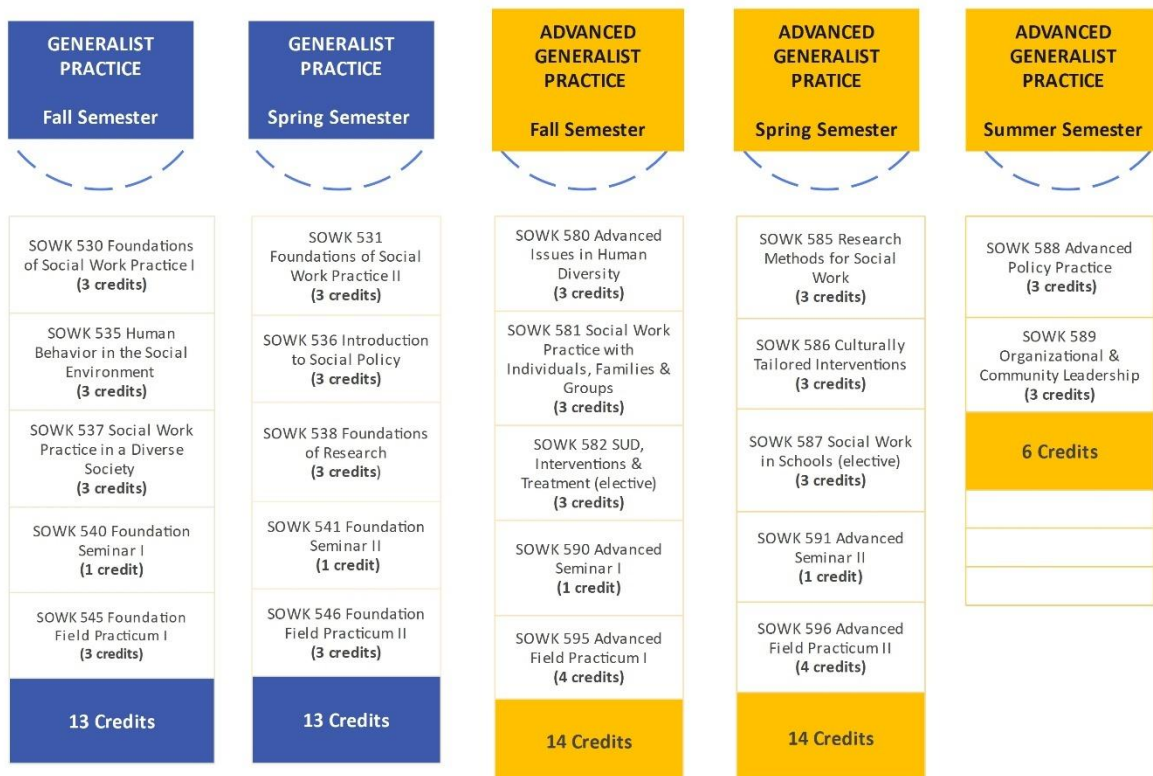 GENERALIST
PRACTICE
Fall Semester
SOWK 530 Foundations
of Social Work Practice I
(3 credits)
SOWK 535 Human
Behavior in the Social
Environment
(3 credits)
SOWK 537 Social Work
Practice in a Diverse
Society
(3 credits)
SOWK 540 Foundation
Seminar I
(1 credit)
SOWK 545 Foundation
Field Practicum I
(3 credits)
13 Credits
GENERALIST
PRACTICE
Spring Semester
SOWK 531
Foundations of Social
Work Practice II
(3 credits)
SOWK 536 Introduction
to Social Policy
(3 credits)
SOWK 538 Foundations
of Research
(3 credits)
SOWK 541 Foundation
Seminar II
(1 credit)
SOWK 546 Foundation
Field Practicum II
(3 credits)
13 Credits
ADVANCED
GENERALIST
PRACTICE
Fall Semester
SOWK 580 Advanced
Issues in Human
Diversity
(3 credits)
SOWK 581 Social Work
Practice with
Individuals, Families &
Groups
(3 credits)
SOWK 582 SUD,
Interventions &
Treatment (elective)
(3 credits)
SOWK 590 Advanced
Seminar I
(1 credit)
SOWK 595 Advanced
Field Practicum I
(4 credits)
14 Credits
ADVANCED
GENERALIST
PRATICE
Spring Semester
SOWK 585 Research
Methods for Social
Work
(3 credits)
SOWK 586 Culturally
Tailored Interventions
(3 credits)
SOWK 587 Social Work
in Schools (elective)
(3 credits)
SOWK 591 Advanced
Seminar II
(1 credit)
SOWK 596 Advanced
Field Practicum II
(4 credits)
14 Credits
ADVANCED
GENERALIST
PRACTICE
Summer Semester
SOWK 588 Advanced
Policy Practice
(3 credits)
SOWK 589
Organizational &
Community Leadership
(3 credits)
6 Credits